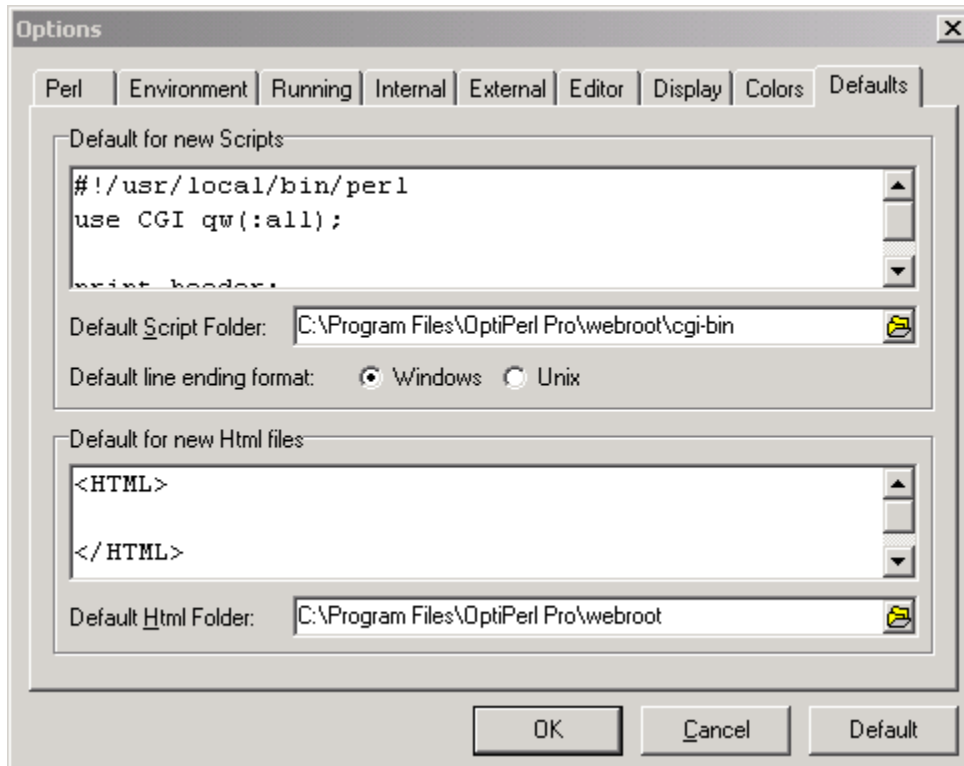 Options
Perl Environment Running Internal External Editor Display Colors Defaults
Default for new Scripts
#!/usr/local/bin/perl
use CGI qw(:all);
print header;
Default Script Folder: C:\Program Files\OptiPerl Pro\webroot\cgi-bin
Default line ending format: Windows Unix
Default for new Html files
<HTML>
</HTML>
Default Html Folder: C:\Program Files\OptiPerl Pro\webroot
OK Cancel Default